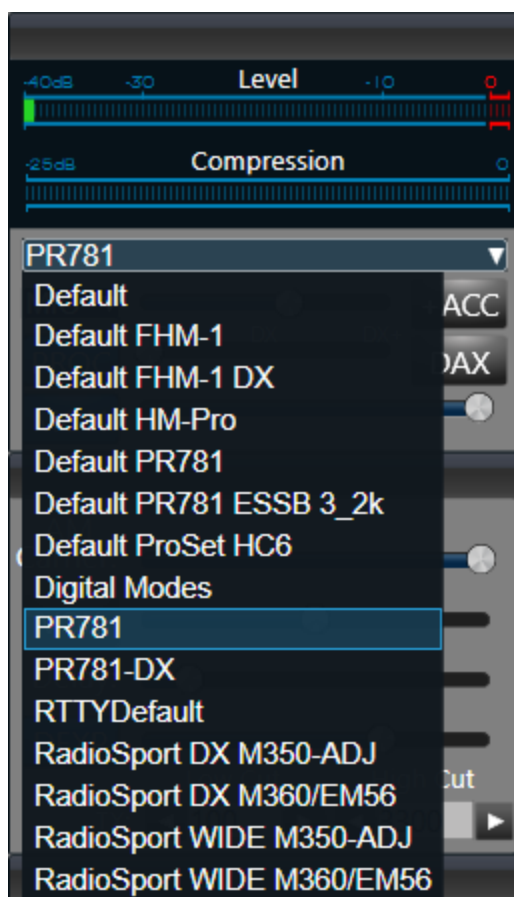 -40dB -30 Level -10 0
-25dB Compression 0
PR781 ▼
Default
ACC
Default FHM-1
Default FHM-1 DX
Default HM-Pro
Default PR781
Default PR781 ESSB 3_2k
Default ProSet HC6
Digital Modes
PR781
PR781-DX
RTTYDefault
RadioSport DX M350-ADJ
RadioSport DX M360/EM56
RadioSport WIDE M350-ADJ
RadioSport WIDE M360/EM56